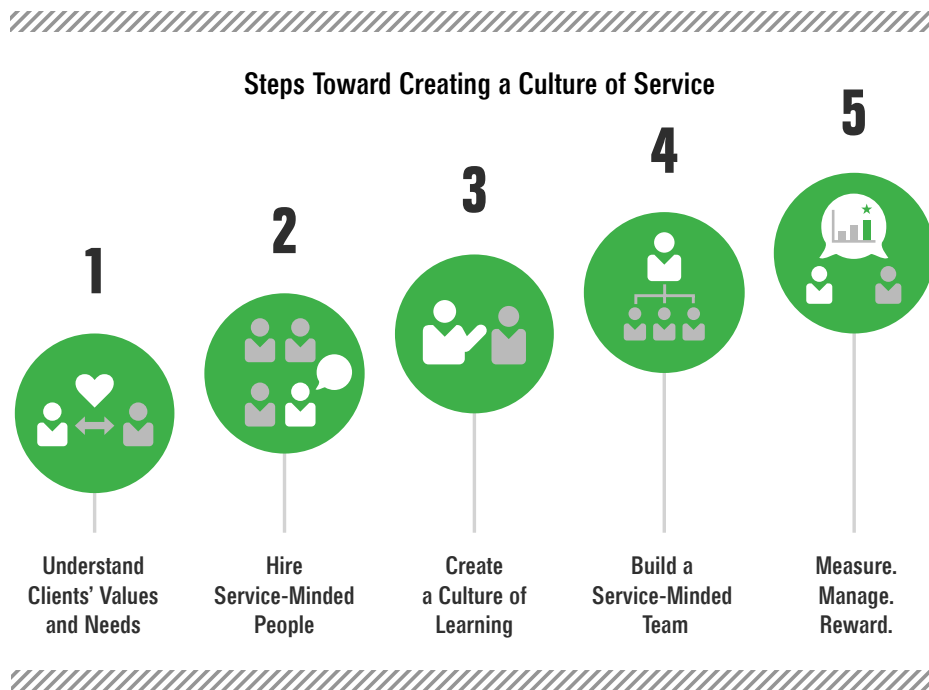 Steps Toward Creating a Culture of Service
1
2
3
4
5
Understand
Clients’ Values
and Needs
Hire
Service-Minded
People
Create
a Culture of
Learning
Build a
Service-Minded
Team
Measure.
Manage.
Reward.